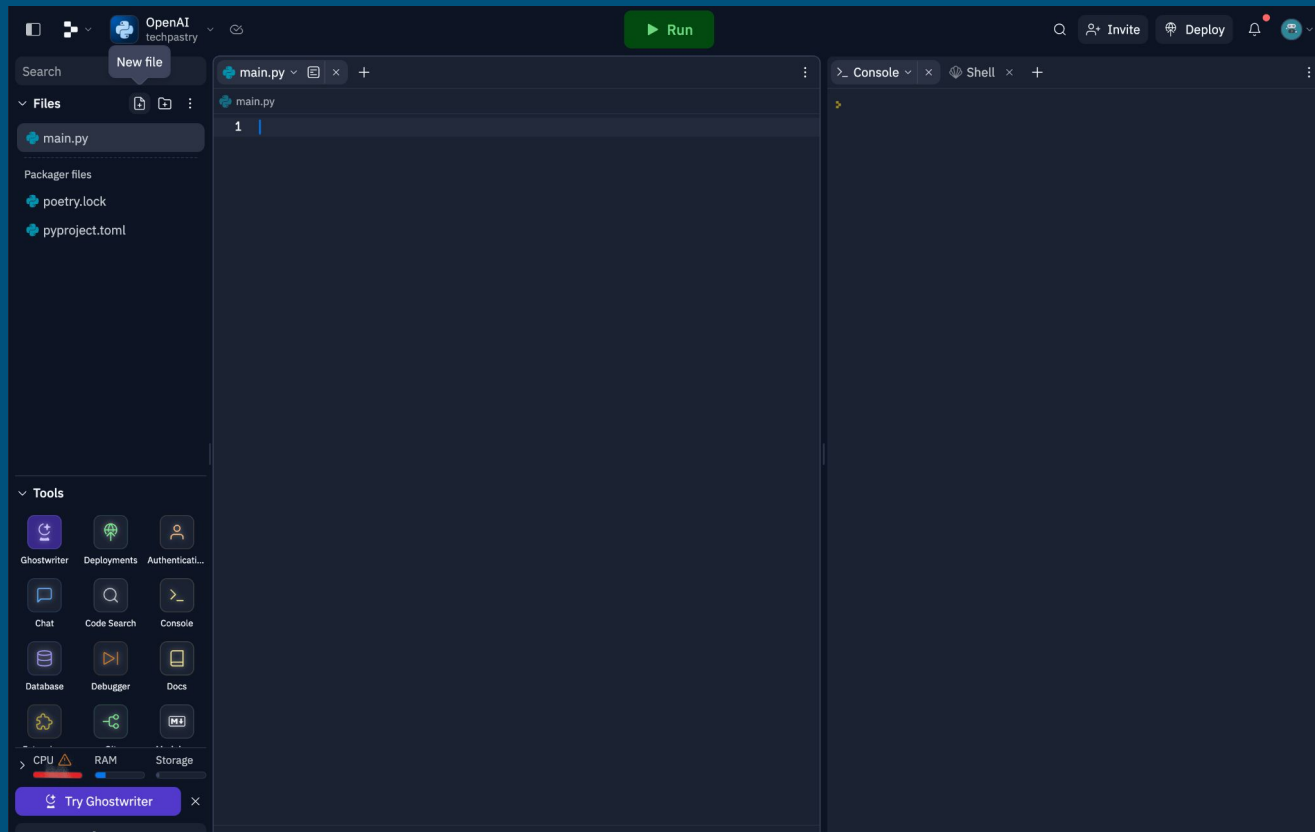 OpenAI
techpastry
Run
Invite
Deploy
New file
Search
Files
main.py
Packager files
poetry.lock
pyproject.toml
main.py
main.py
1
>_ Console
Shell
Tools
Ghostwriter Deployments Authenticati...
Chat Code Search Console
Database Debugger Docs
CPU RAM Storage
Try Ghostwriter